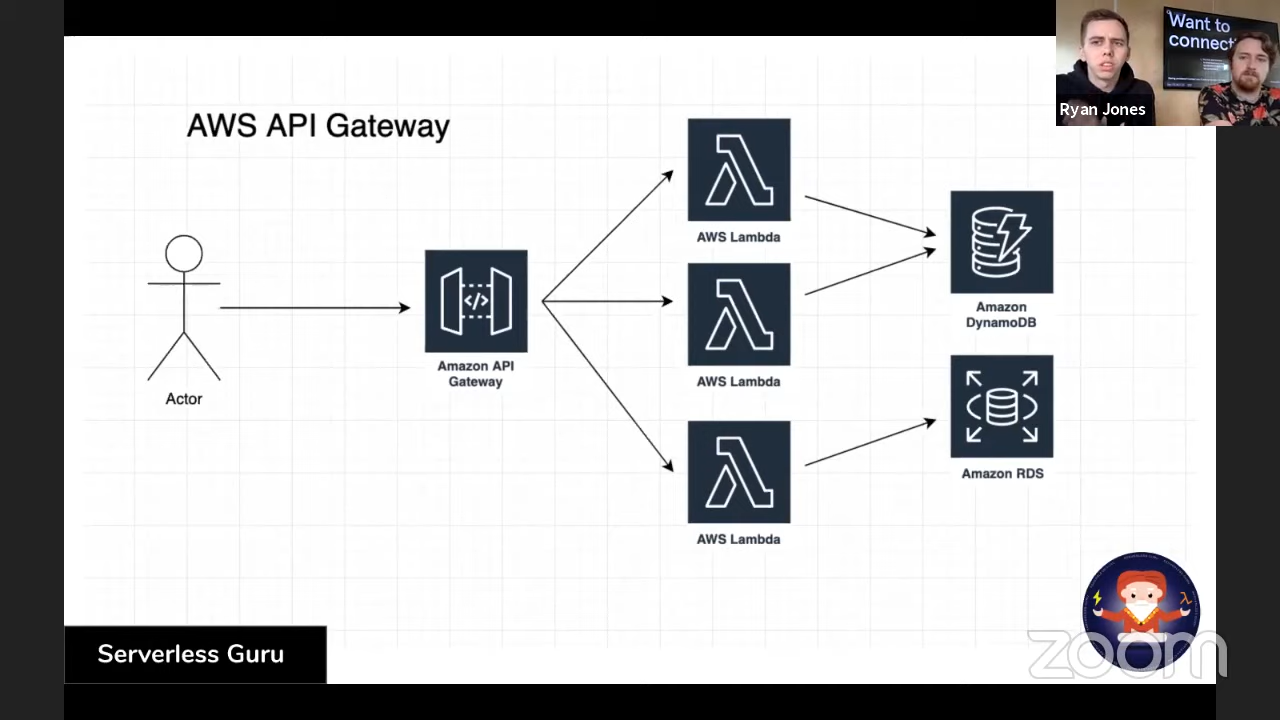 Want to
connect
Ryan Jones
AWS API Gateway
AWS Lambda
Amazon
DynamoDB
Actor
Amazon API
Gateway
AWS Lambda
Amazon RDS
AWS Lambda
Serverless Guru
zoom